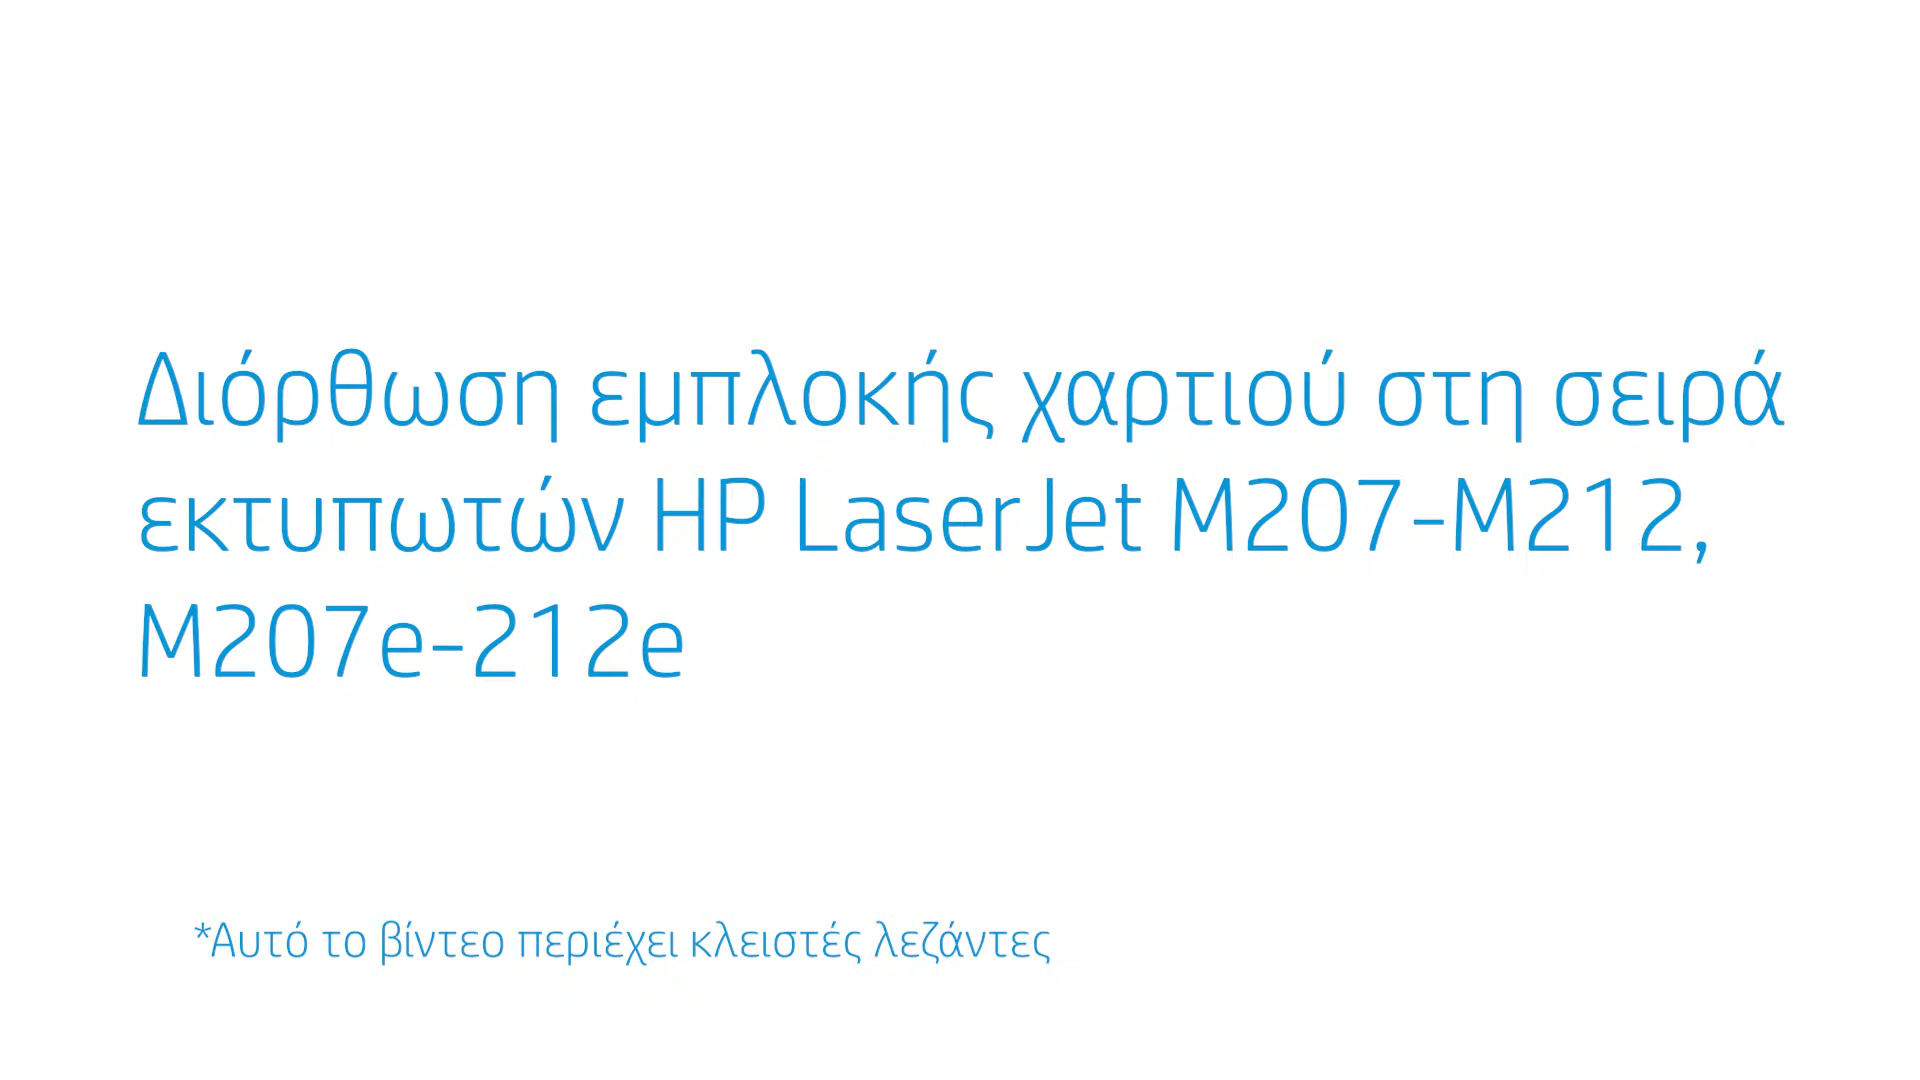 Διόρθωση εμπλοκής χαρτιού στη σειρά
εκτυπωτών HP LaserJet M207-M212,
M207e-212e
*Αυτό το βίντεο περιέχει κλειστές λεζάντες